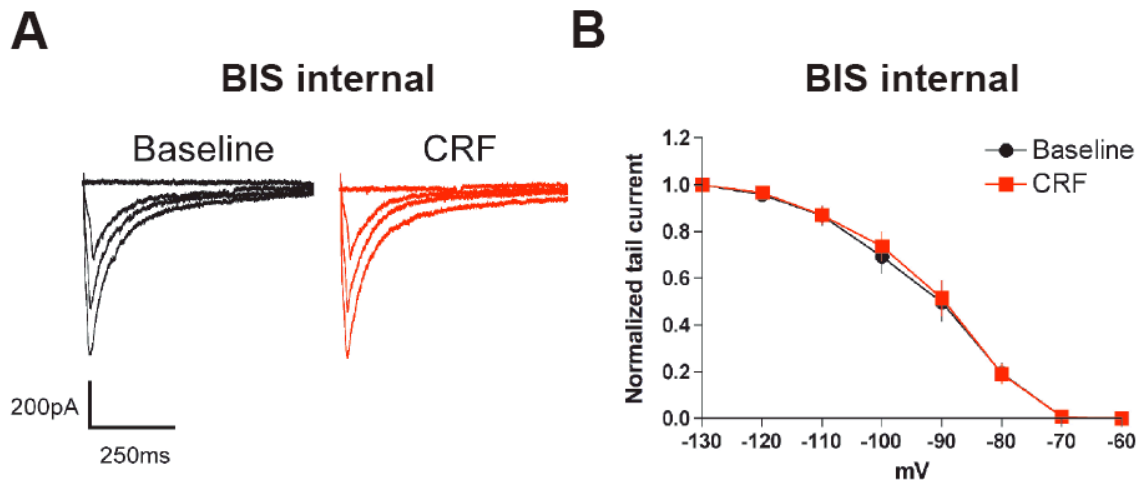 A
BIS internal
Baseline
CRF
200pA
250ms
B
BIS internal
Baseline
CRF
Normalized tail current
1.2
1.0
0.8
0.6
0.4
0.2
0.0
-130 -120 -110 -100 -90 -80 -70 -60
mV